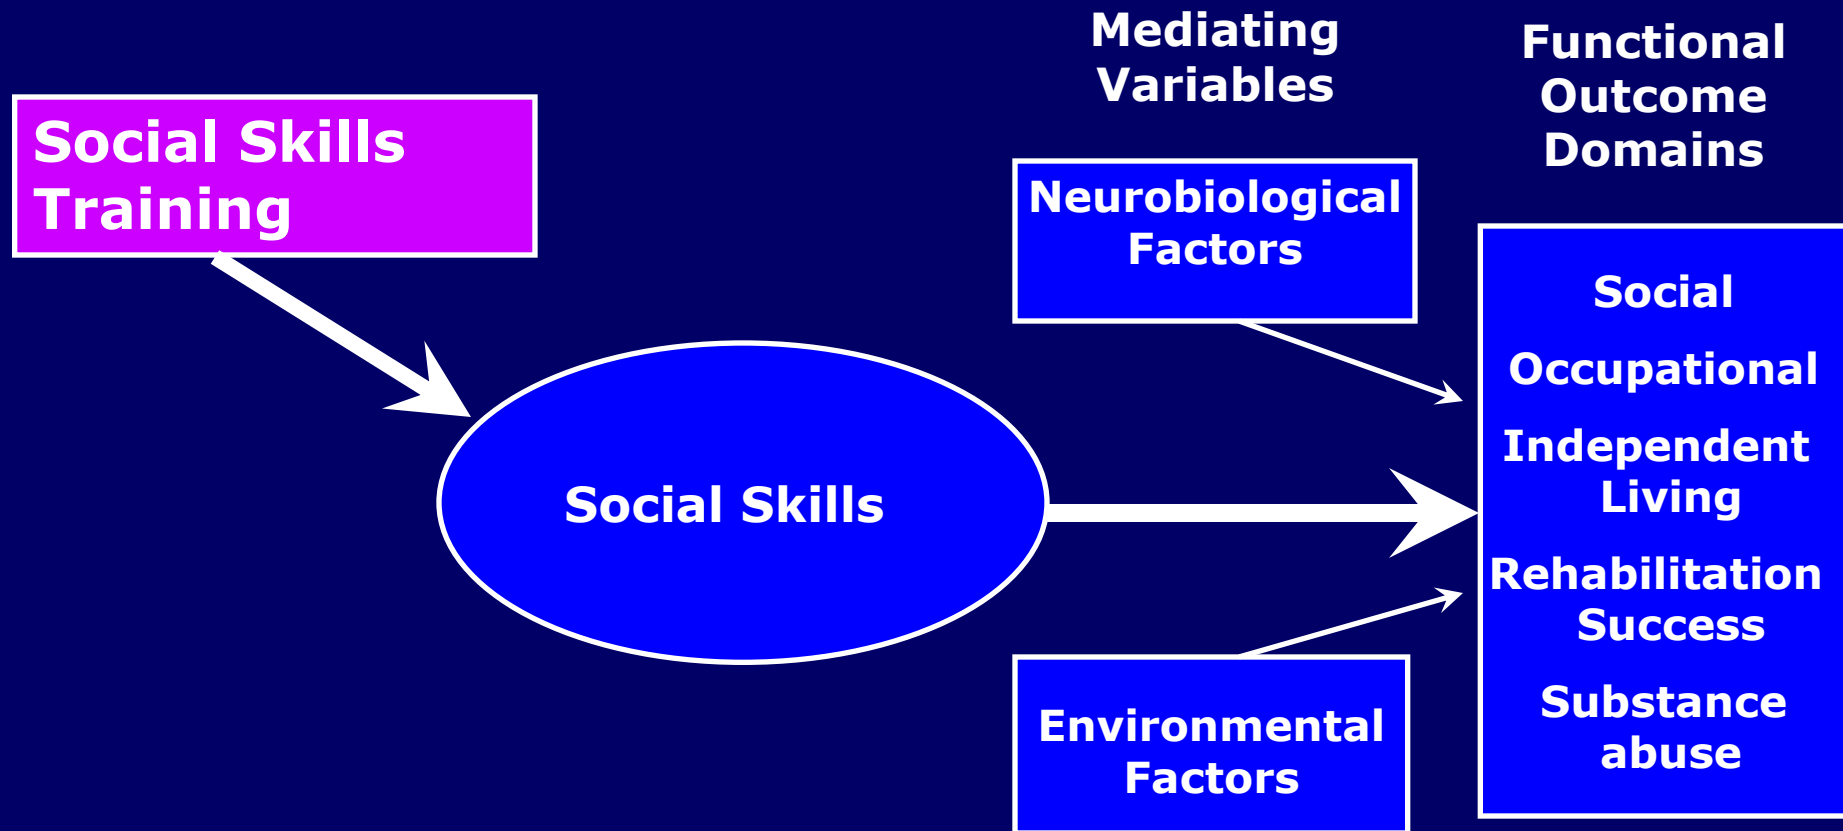 Social Skills
Training
Social Skills
Mediating
Variables
Neurobiological
Factors
Environmental
Factors
Functional
Outcome
Domains
Social
Occupational
Independent
Living
Rehabilitation
Success
Substance
abuse